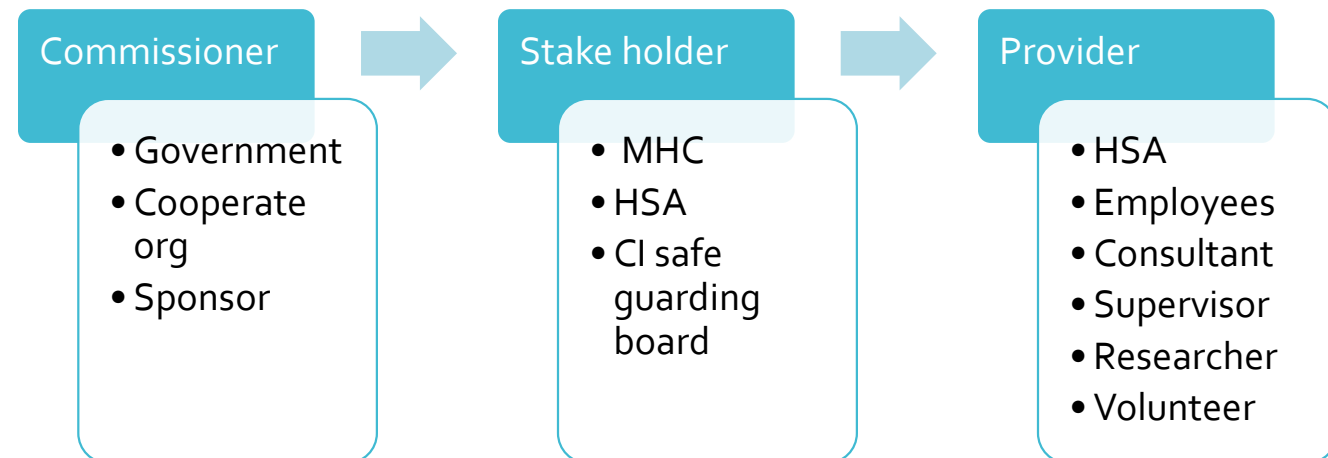 Commissioner
• Government
• Cooperate
org
• Sponsor
Stake holder
• MHC
• HSA
• CI safe
guarding
board
Provider
• HSA
• Employees
• Consultant
• Supervisor
• Researcher
• Volunteer